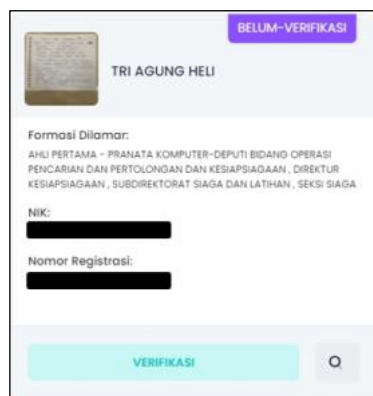 BELUM-VERIFIKASI
TRI AGUNG HELI
Formasi Dilamar:
AHLI PERTAMA - PRANATA KOMPUTER-DEPUTI BIDANG OPERASI
PENCARIAN DAN PERTOLONGAN DAN KESIAPSIAGAAN , DIREKTUR
KESIAPSIAGAAN , SUBDIREKTORAT SIAGA DAN LATIHAN , SEKSI SIAGA
NIK:
Nomor Registrasi:
VERIFIKASI